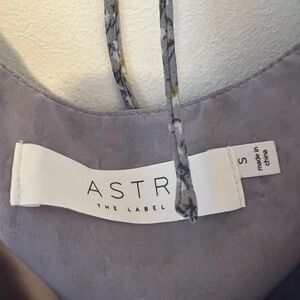 ASTR
THE LABEL
S
made in
china